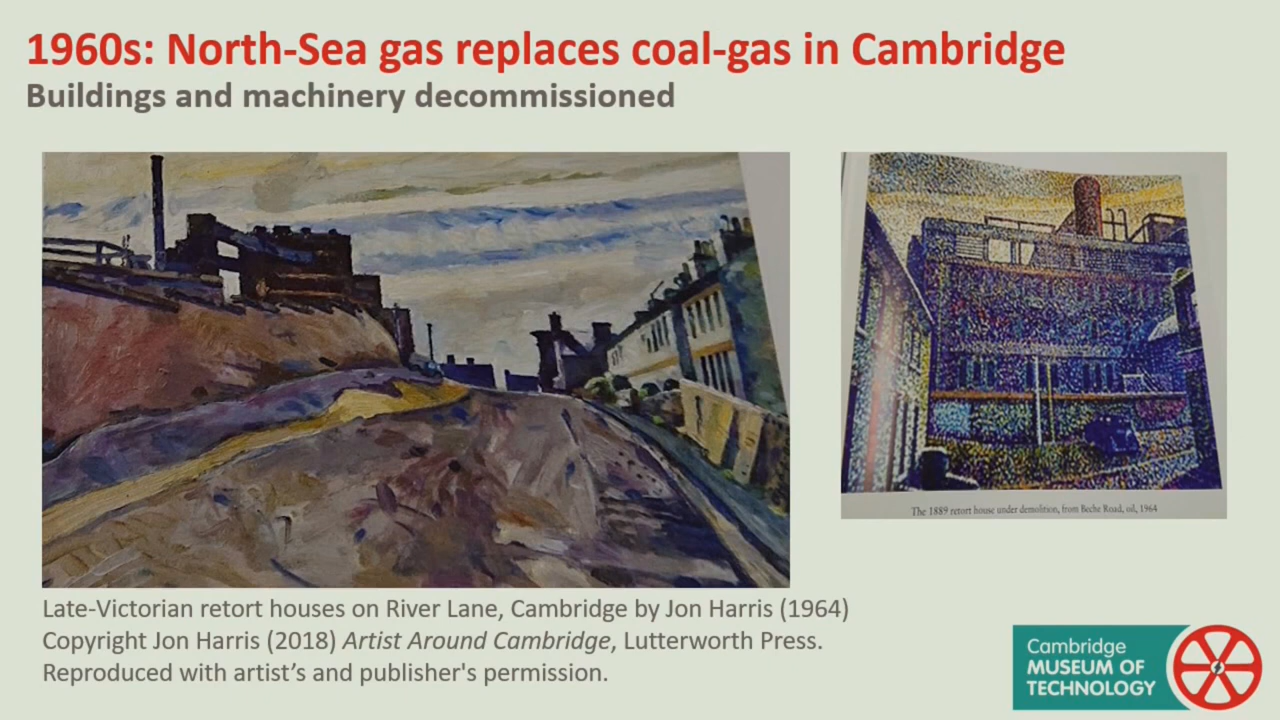 1960s: North-Sea gas replaces coal-gas in Cambridge
Buildings and machinery decommissioned
The 1889 retort house under demolition, from Beche Road, oil, 1964
Late-Victorian retort houses on River Lane, Cambridge by Jon Harris (1964)
Copyright Jon Harris (2018) Artist Around Cambridge, Lutterworth Press.
Reproduced with artist’s and publisher's permission.
Cambridge
MUSEUM OF
TECHNOLOGY